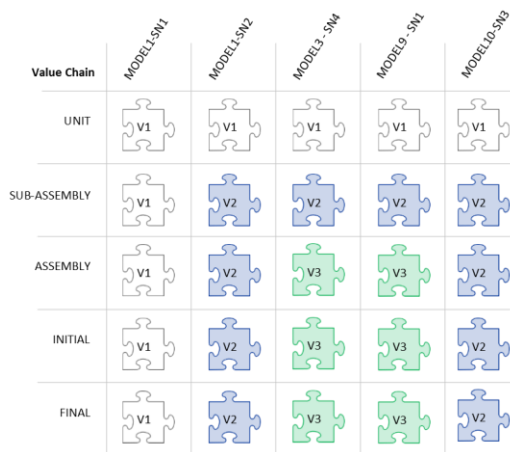 Value Chain MODEL1-SN1 MODEL1-SN2 MODEL3 - SN4 MODEL9 - SN1 MODEL10-SN3
UNIT V1 V1 V1 V1 V1
SUB-ASSEMBLY V1 V2 V2 V2 V2
ASSEMBLY V1 V2 V3 V3 V2
INITIAL V1 V2 V3 V3 V2
FINAL V1 V2 V3 V3 V2